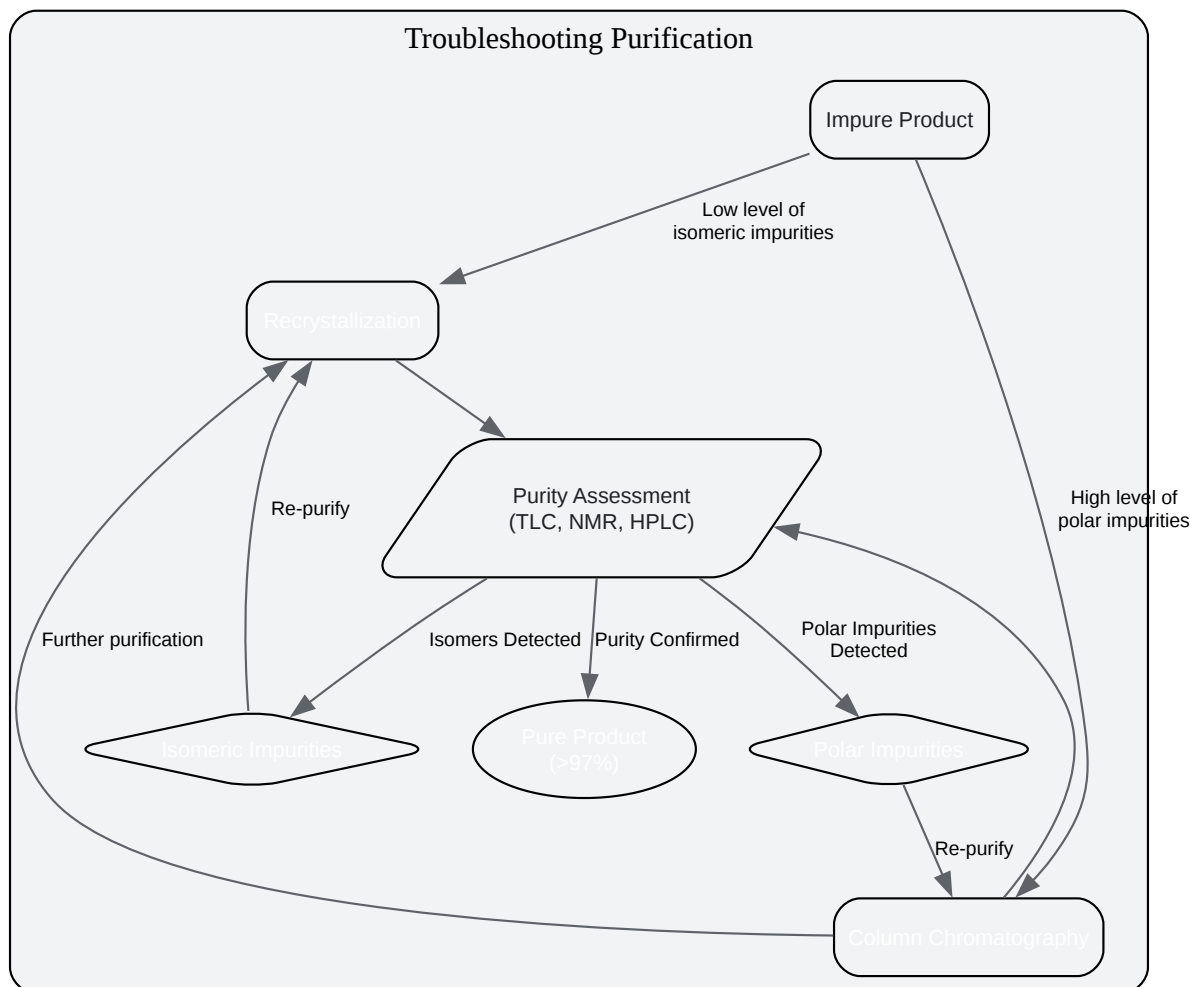 Troubleshooting Purification
Impure Product
Low level of
isomeric impurities
Recrystallization
Re-purify
Purity Assessment
(TLC, NMR, HPLC)
High level of
polar impurities
Further purification
Isomers Detected
Purity Confirmed
Polar Impurities
Detected
Isomeric Impurities
Pure Product
(>97%)
Polar Impurities
Re-purify
Column Chromatography